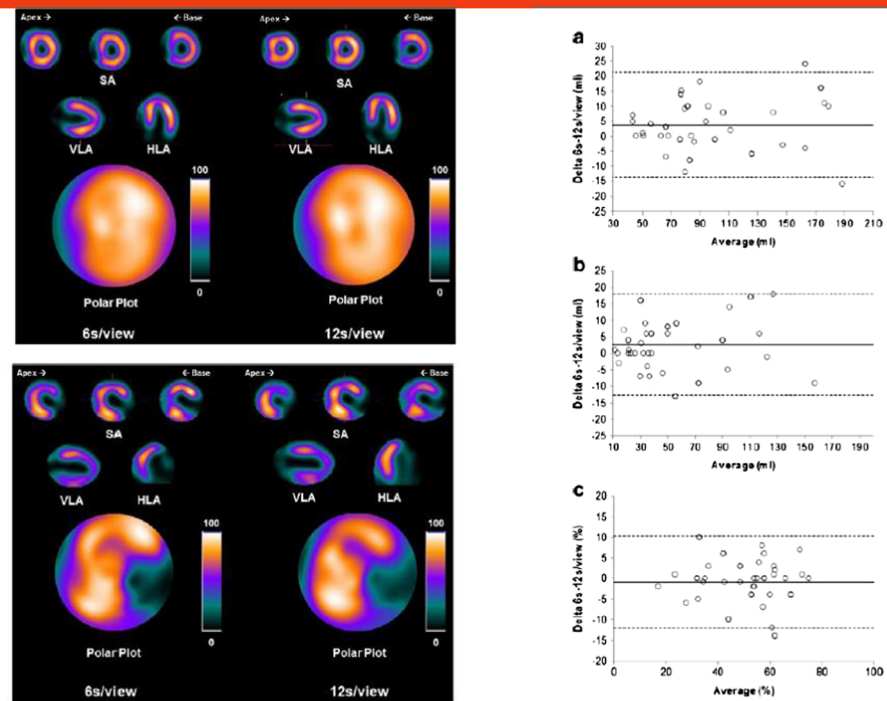 Apex → ← Base
SA
VLA HLA
100
0
Polar Plot
6s/view
Apex → ← Base
SA
VLA HLA
100
0
Polar Plot
12s/view
Apex → ← Base
SA
VLA HLA
100
0
Polar Plot
6s/view
Apex → ← Base
SA
VLA HLA
100
0
Polar Plot
12s/view
a
Delta 6s-12s/view (ml)
30
25
20
15
10
5
0
-5
-10
-15
-20
-25
30 50 70 90 110 130 150 170 190 210
Average (ml)
b
Delta 6s-12s/view (ml)
25
20
15
10
5
0
-5
-10
-15
-20
-25
10 30 50 70 90 110 130 150 170 190
Average (ml)
c
Delta 6s-12s/view (%)
20
15
10
5
0
-5
-10
-15
-20
0 20 40 60 80 100
Average (%)